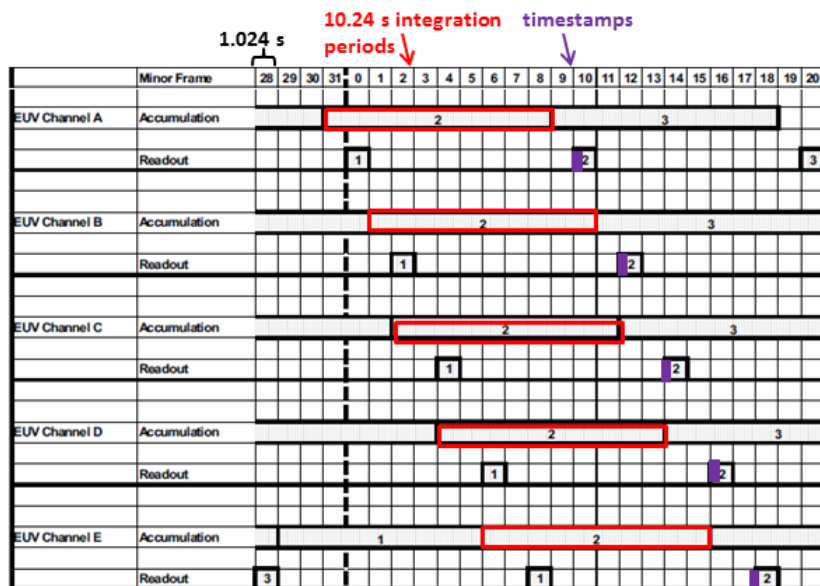 10.24 s integration timestamps
1.024 s periods
Minor Frame 28 29 30 31 0 1 2 3 4 5 6 7 8 9 10 11 12 13 14 15 16 17 18 19 20
EUV Channel A Accumulation 2 3
Readout 1 2 3
EUV Channel B Accumulation 2 3
Readout 1 2
EUV Channel C Accumulation 2 3
Readout 1 2
EUV Channel D Accumulation 2 3
Readout 1 2
EUV Channel E Accumulation 1 2
Readout 3 1 2